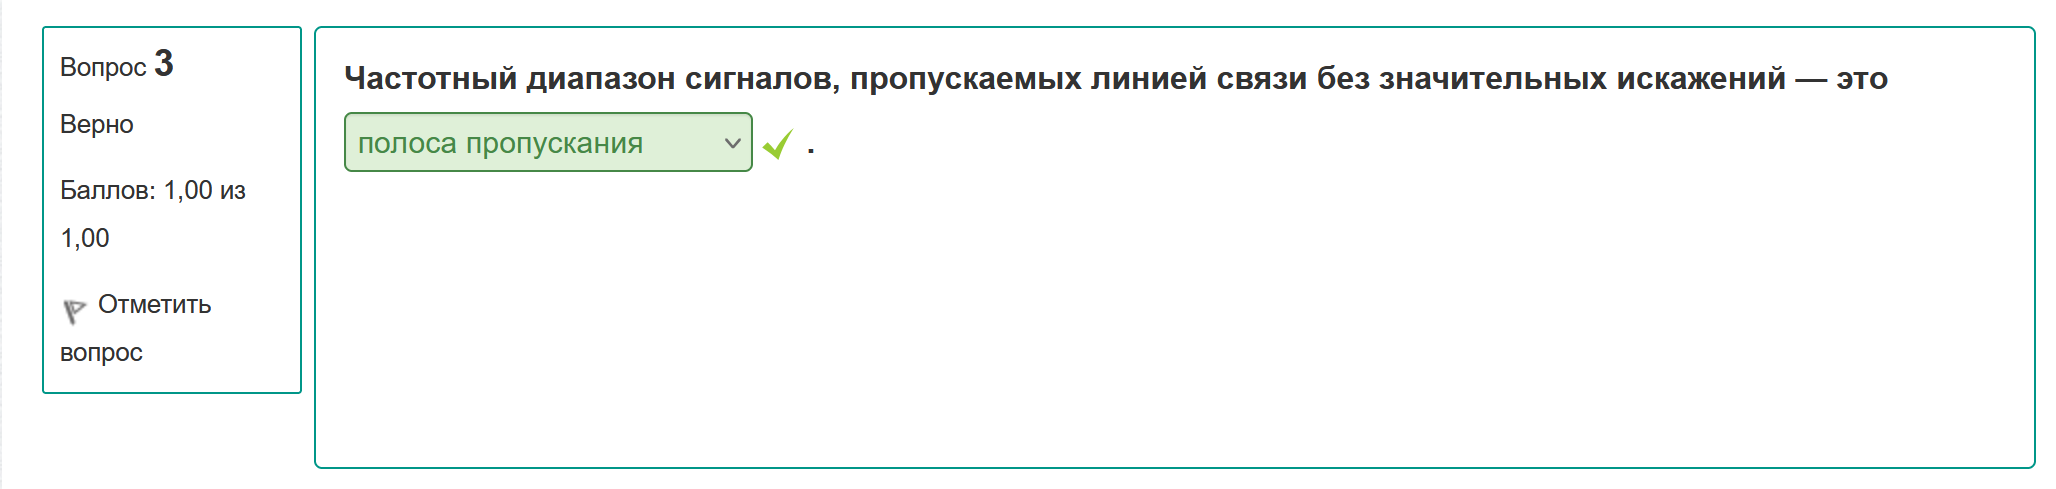 Вопрос 3
Верно
Баллов: 1,00 из
1,00
Отметить
вопрос
Частотный диапазон сигналов, пропускаемых линией связи без значительных искажений — это
полоса пропускания .